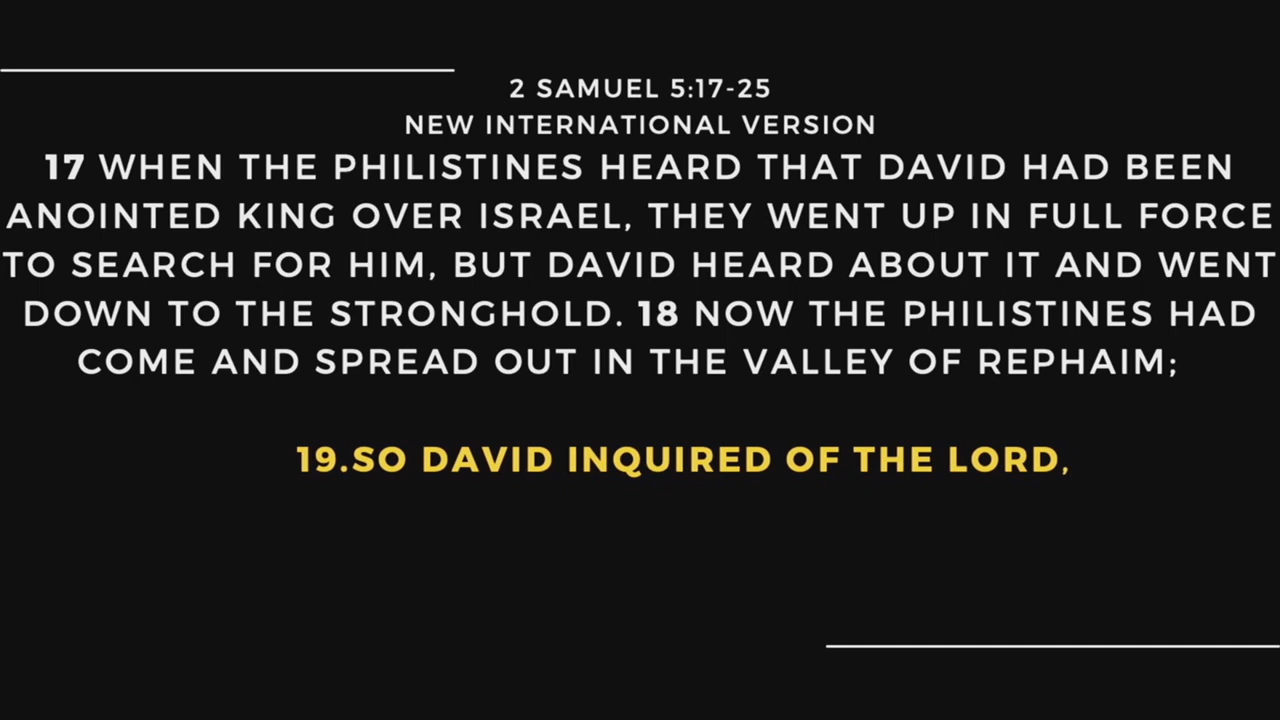 2 SAMUEL 5:17-25
NEW INTERNATIONAL VERSION
17 WHEN THE PHILISTINES HEARD THAT DAVID HAD BEEN
ANOINTED KING OVER ISRAEL, THEY WENT UP IN FULL FORCE
TO SEARCH FOR HIM, BUT DAVID HEARD ABOUT IT AND WENT
DOWN TO THE STRONGHOLD. 18 NOW THE PHILISTINES HAD
COME AND SPREAD OUT IN THE VALLEY OF REPHAIM;
19.SO DAVID INQUIRED OF THE LORD,